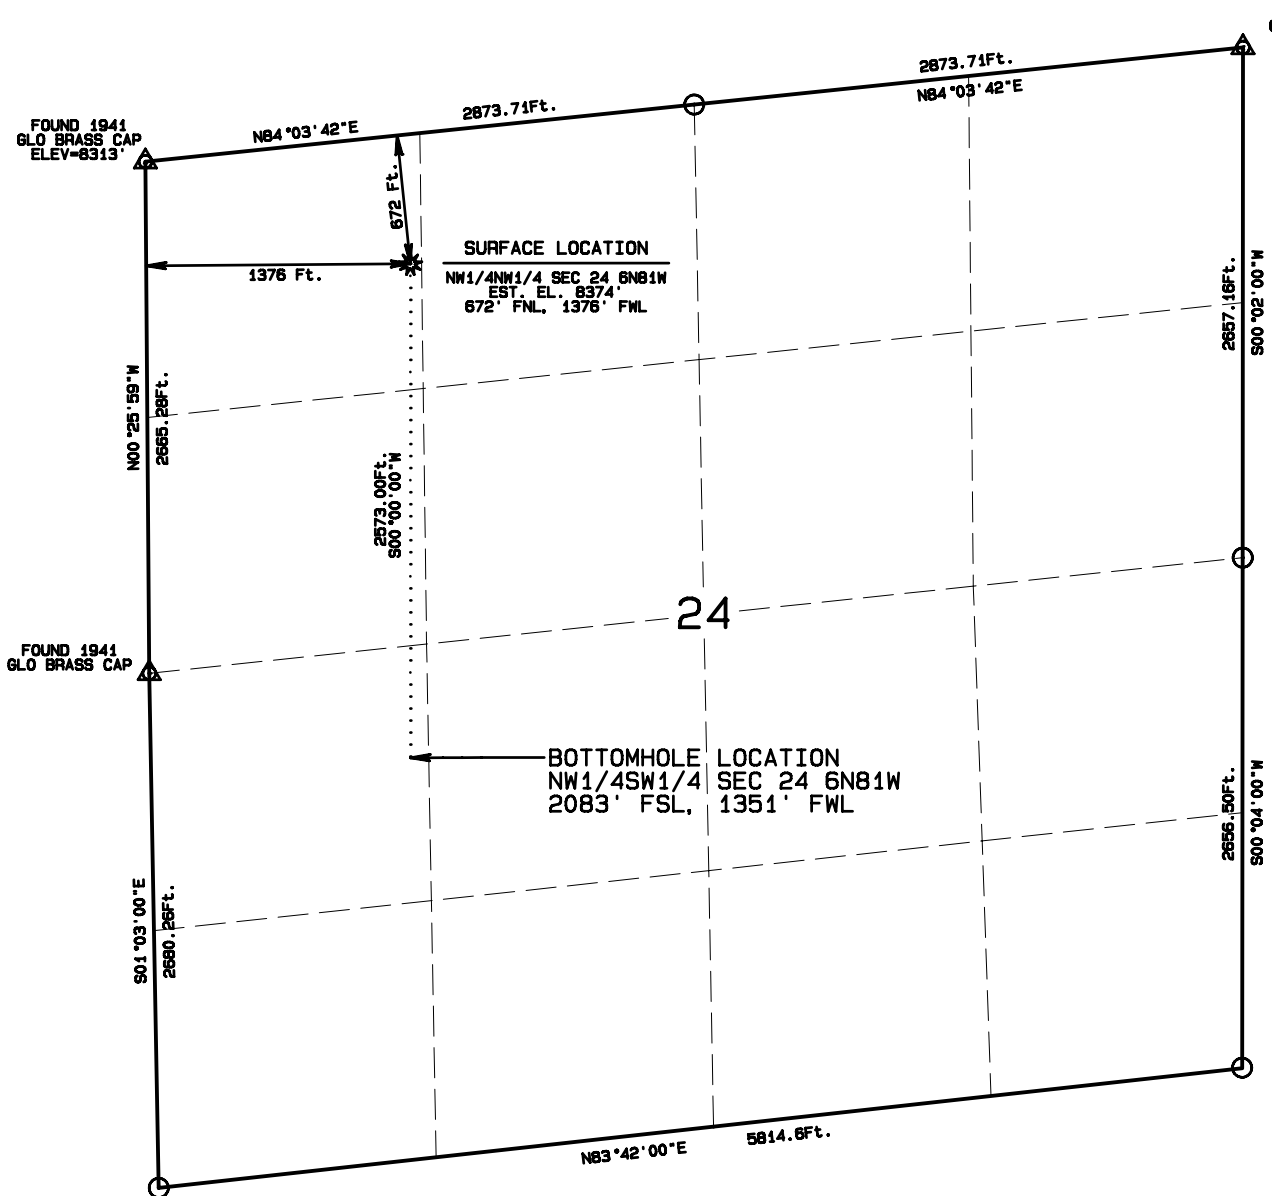 2873.71Ft.
N84°03'42"E
2873.71Ft.
N84°03'42"E
FOUND 1941
GLO BRASS CAP
ELEV=8313'
672 Ft.
1376 Ft.
SURFACE LOCATION
NW1/4NW1/4 SEC 24 6N81W
EST. EL. 8374'
672' FNL, 1376' FWL
2657.16Ft.
S00°02'00"W
N00°25'59"W
2665.28Ft.
2573.00Ft.
S00°00'00"W
24
FOUND 1941
GLO BRASS CAP
BOTTOMHOLE LOCATION
NW1/4SW1/4 SEC 24 6N81W
2083' FSL, 1351' FWL
2656.50Ft.
S00°04'00"W
S01°03'00"E
2680.26Ft.
N83°42'00"E
5814.6Ft.